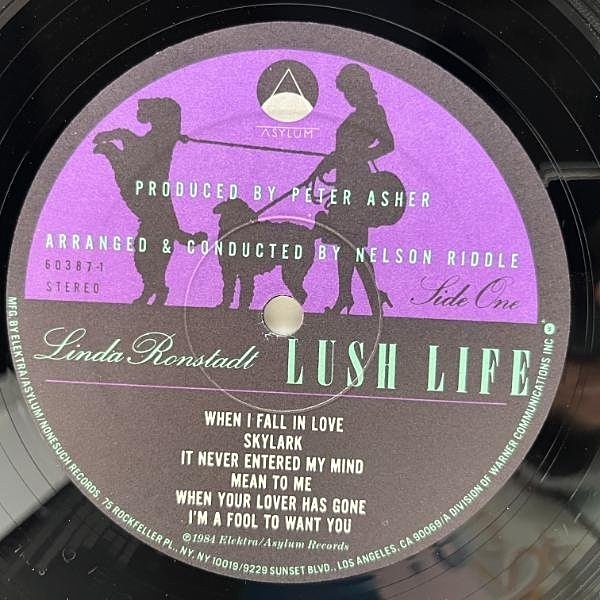 ASYLUM
PRODUCED BY PETER ASHER
ARRANGED & CONDUCTED BY NELSON RIDDLE
60387-1
STEREO
Side One
Linda Ronstadt LUSH LIFE
WHEN I FALL IN LOVE
SKYLARK
IT NEVER ENTERED MY MIND
MEAN TO ME
WHEN YOUR LOVER HAS GONE
I'M A FOOL TO WANT YOU
℗1984 Elektra/Asylum Records
MFG. BY ELEKTRA/ASYLUM/NONESUCH RECORDS, 75 ROCKFELLER PL., NY, NY 10019/9229 SUNSET BLVD., LOS ANGELES, CA 90069/A DIVISION OF WARNER COMMUNICATIONS INC